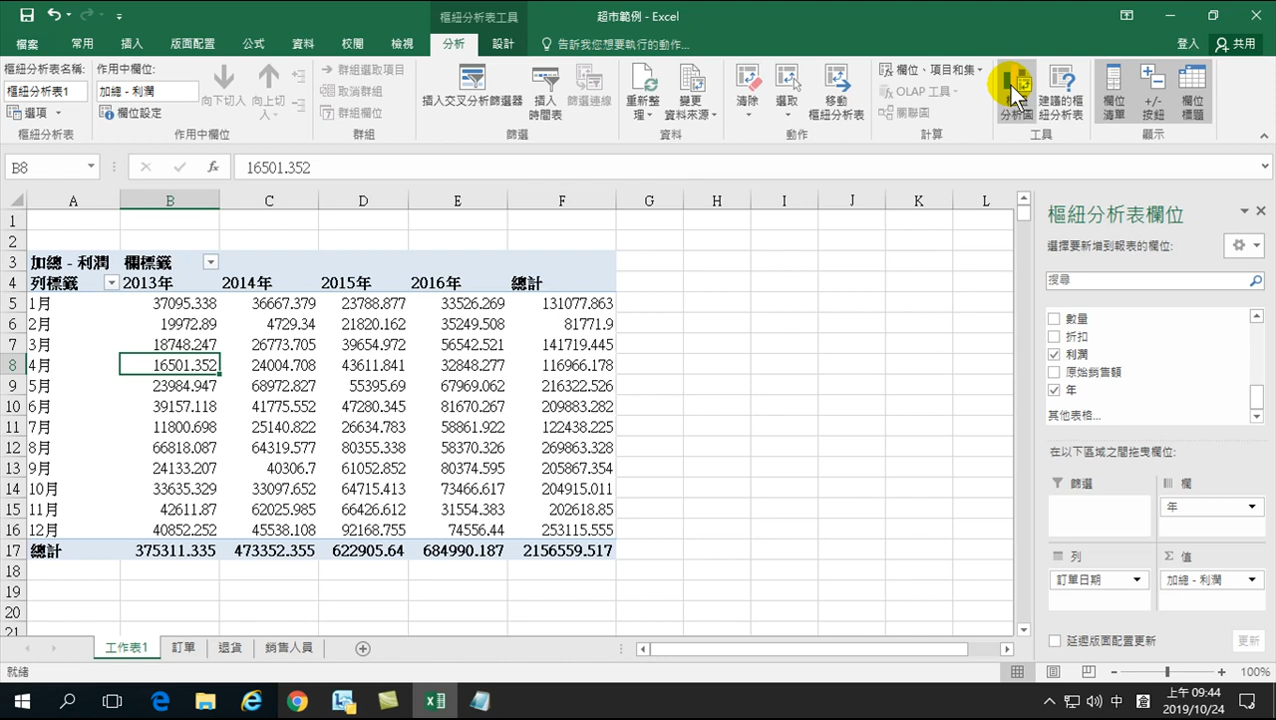 樞紐分析表工具
超市範例 - Excel
檔案 常用 插入 版面配置 公式 資料 校閱 檢視 分析 設計 告訴我您想要執行的動作... 登入 共用
樞紐分析表名稱:
樞紐分析表1
選項
樞紐分析表
作用中欄位:
加總 - 利潤
欄位設定
向下切入
向上切入
作用中欄位
群組選取項目
取消群組
群組欄位
群組
插入交叉分析篩選器
插入時間表
篩選器連線
篩選
重新整理
變更資料來源
資料
清除
選取
移動樞紐分析表
動作
欄位、項目和集
OLAP 工具
關聯圖
計算
分析圖
建議的樞紐分析表
工具
欄位清單
+/- 按鈕
欄位標題
顯示
B8
fx
16501.352
A B C D E F G H I J K L
1
2
3 加總 - 利潤 欄標籤
4 列標籤 2013年 2014年 2015年 2016年 總計
5 1月 37095.338 36667.379 23788.877 33526.269 131077.863
6 2月 19972.89 4729.34 21820.162 35249.508 81771.9
7 3月 18748.247 26773.705 39654.972 56542.521 141719.445
8 4月 16501.352 24004.708 43611.841 32848.277 116966.178
9 5月 23984.947 68972.827 55395.69 67969.062 216322.526
10 6月 39157.118 41775.552 47280.345 81670.267 209883.282
11 7月 11800.698 25140.822 26634.783 58861.922 122438.225
12 8月 66818.087 64319.577 80355.338 58370.326 269863.328
13 9月 24133.207 40306.7 61052.852 80374.595 205867.354
14 10月 33635.329 33097.652 64715.413 73466.617 204915.011
15 11月 42611.87 62025.985 66426.612 31554.383 202618.85
16 12月 40852.252 45538.108 92168.755 74556.44 253115.555
17 總計 375311.335 473352.355 622905.64 684990.187 2156559.517
18
19
20
21
樞紐分析表欄位
選擇要新增到報表的欄位:
搜尋
數量
折扣
利潤
原始銷售額
年
其他表格...
在以下區域之間拖曳欄位:
篩選
欄
年
列
訂單日期
Σ 值
加總 - 利潤
延遲版面配置更新
更新
工作表1 訂單 退貨 銷售人員
就緒
100%
中
上午 09:44
2019/10/24